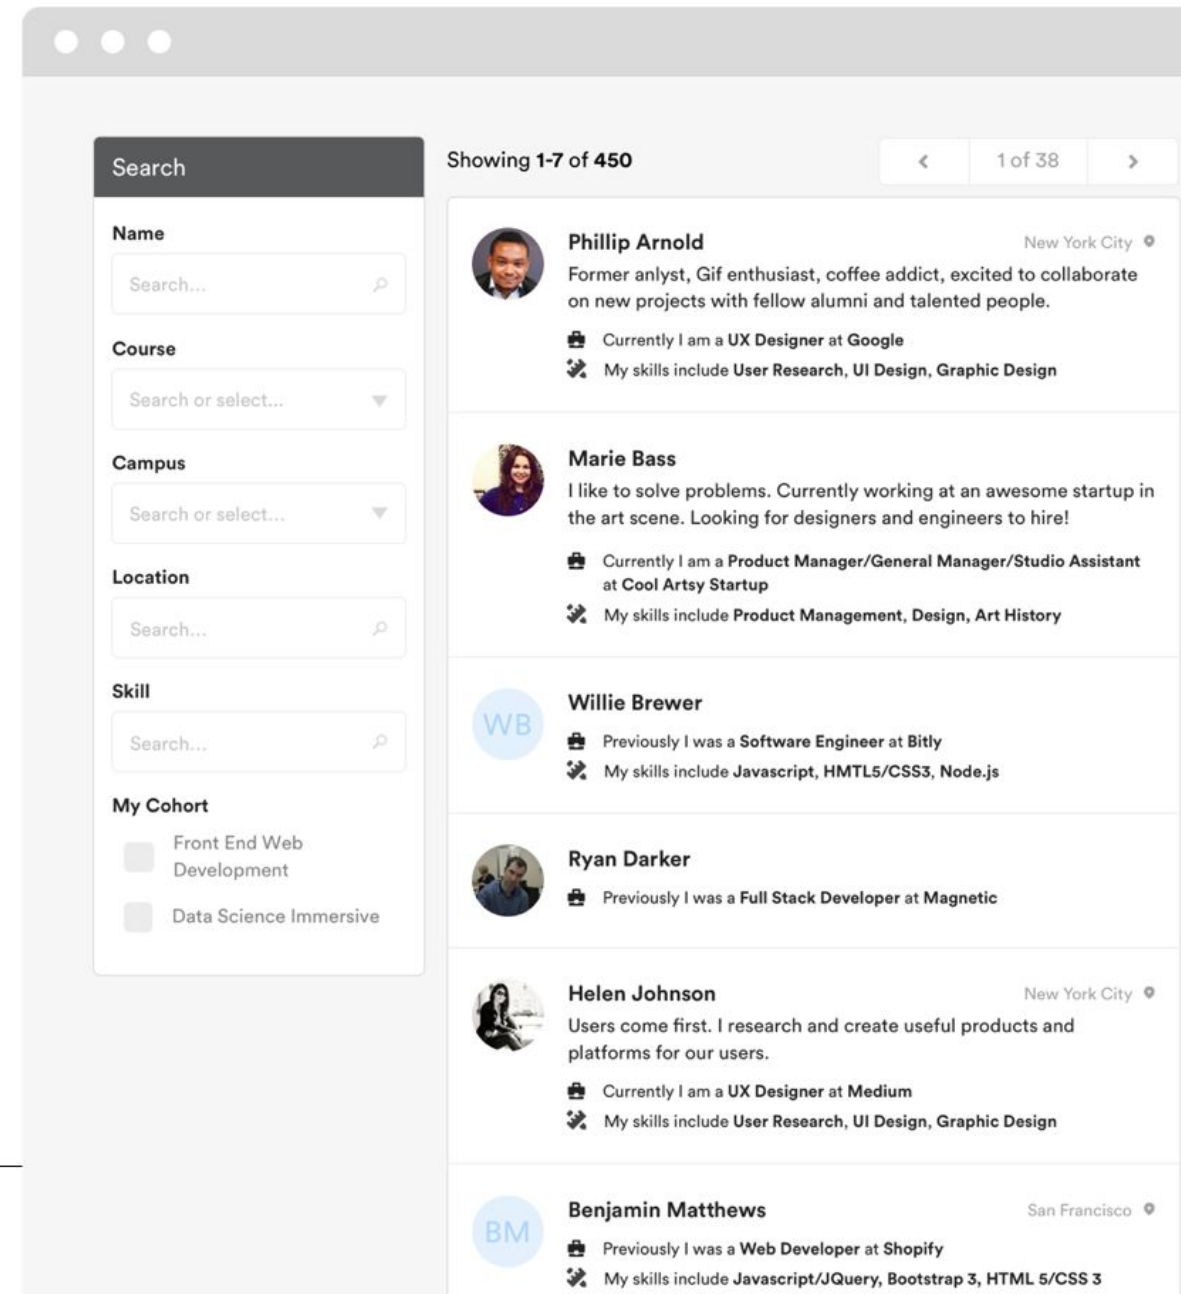 Search
Name
Search...
Course
Search or select...
Campus
Search or select...
Location
Search...
Skill
Search...
My Cohort
Front End Web
Development
Data Science Immersive
Showing 1-7 of 450
1 of 38
Phillip Arnold
New York City
Former anlyst, Gif enthusiast, coffee addict, excited to collaborate
on new projects with fellow alumni and talented people.
Currently I am a UX Designer at Google
My skills include User Research, UI Design, Graphic Design
Marie Bass
I like to solve problems. Currently working at an awesome startup in
the art scene. Looking for designers and engineers to hire!
Currently I am a Product Manager/General Manager/Studio Assistant
at Cool Artsy Startup
My skills include Product Management, Design, Art History
WB
Willie Brewer
Previously I was a Software Engineer at Bitly
My skills include Javascript, HMTL5/CSS3, Node.js
Ryan Darker
Previously I was a Full Stack Developer at Magnetic
Helen Johnson
New York City
Users come first. I research and create useful products and
platforms for our users.
Currently I am a UX Designer at Medium
My skills include User Research, UI Design, Graphic Design
BM
Benjamin Matthews
San Francisco
Previously I was a Web Developer at Shopify
My skills include Javascript/JQuery, Bootstrap 3, HTML 5/CSS 3